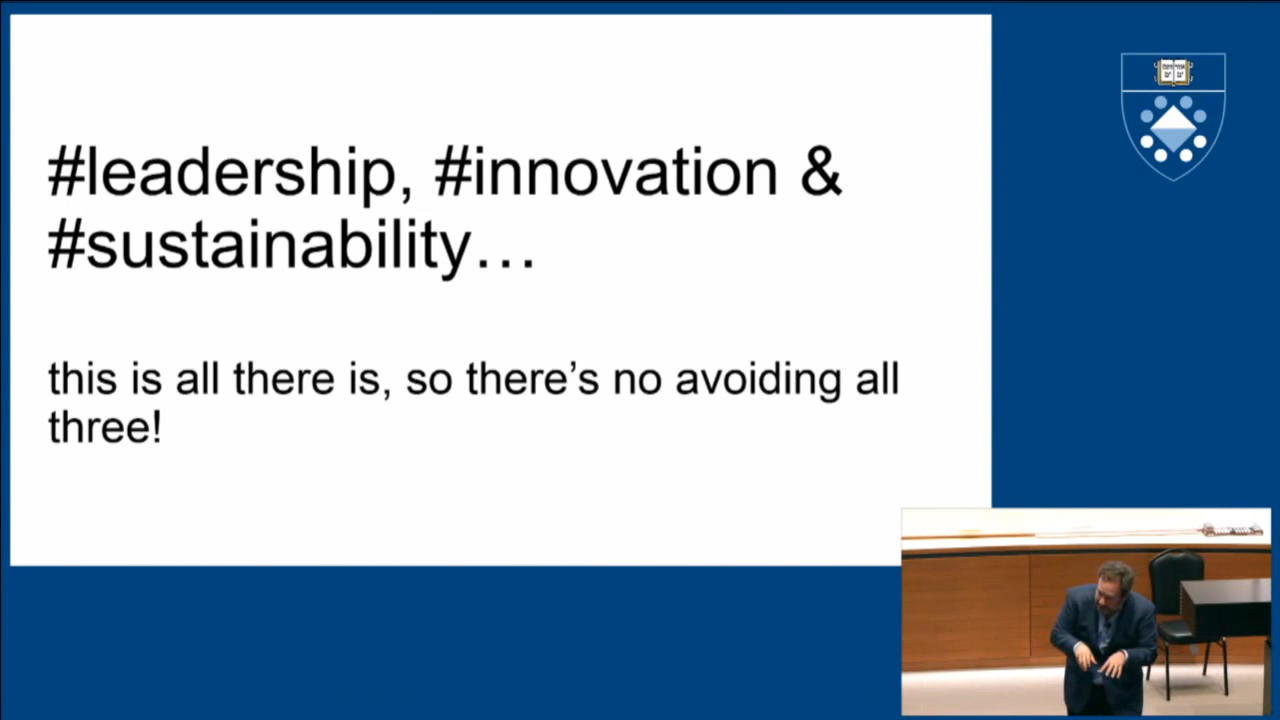 #leadership, #innovation &
#sustainability…
this is all there is, so there’s no avoiding all
three!